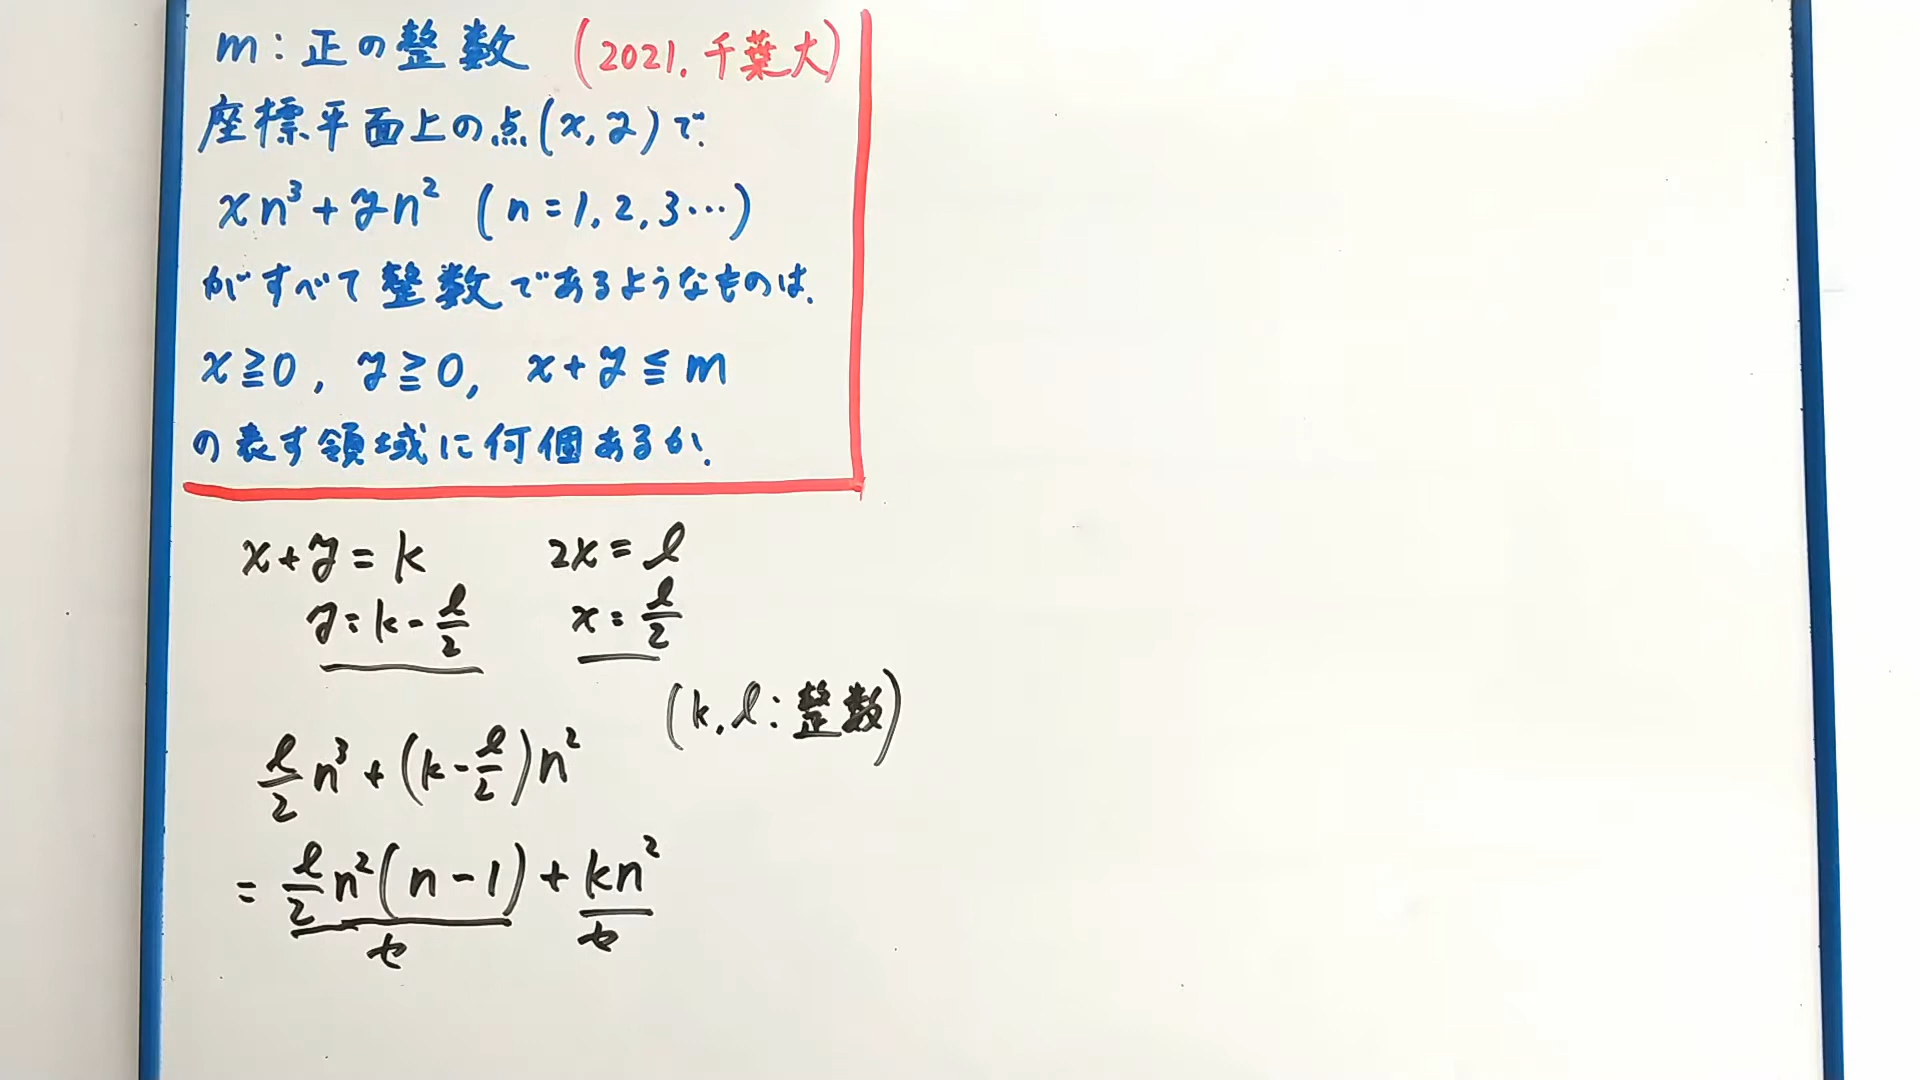 m：正の整数 (2021. 千葉大)
座標平面上の点(x, y)で.
xn³+yn² (n=1, 2, 3…)
がすべて整数であるようなものは.
x≧0, y≧0, x+y≦m
の表す領域に何個あるか.
x+y=k 2x=ℓ
y=k-ℓ/2 x=ℓ/2
(k, ℓ：整数)
ℓ/2 n³+(k-ℓ/2)n²
=ℓ/2 n²(n-1)+kn²
セ セ